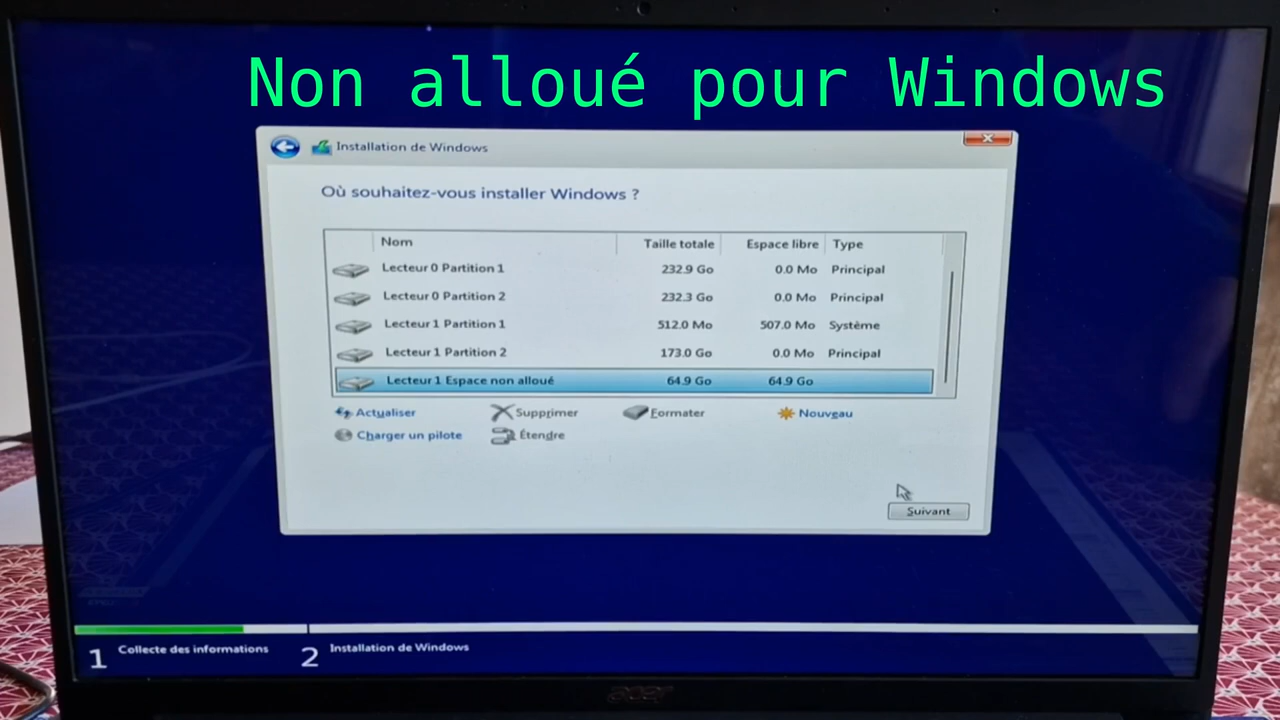 Non alloué pour Windows
Installation de Windows
Où souhaitez-vous installer Windows ?
Nom Taille totale Espace libre Type
Lecteur 0 Partition 1 232.9 Go 0.0 Mo Principal
Lecteur 0 Partition 2 232.3 Go 0.0 Mo Principal
Lecteur 1 Partition 1 512.0 Mo 507.0 Mo Système
Lecteur 1 Partition 2 173.0 Go 0.0 Mo Principal
Lecteur 1 Espace non alloué 64.9 Go 64.9 Go
Actualiser Supprimer Formater Nouveau
Charger un pilote Étendre
Suivant
1 Collecte des informations 2 Installation de Windows
acer